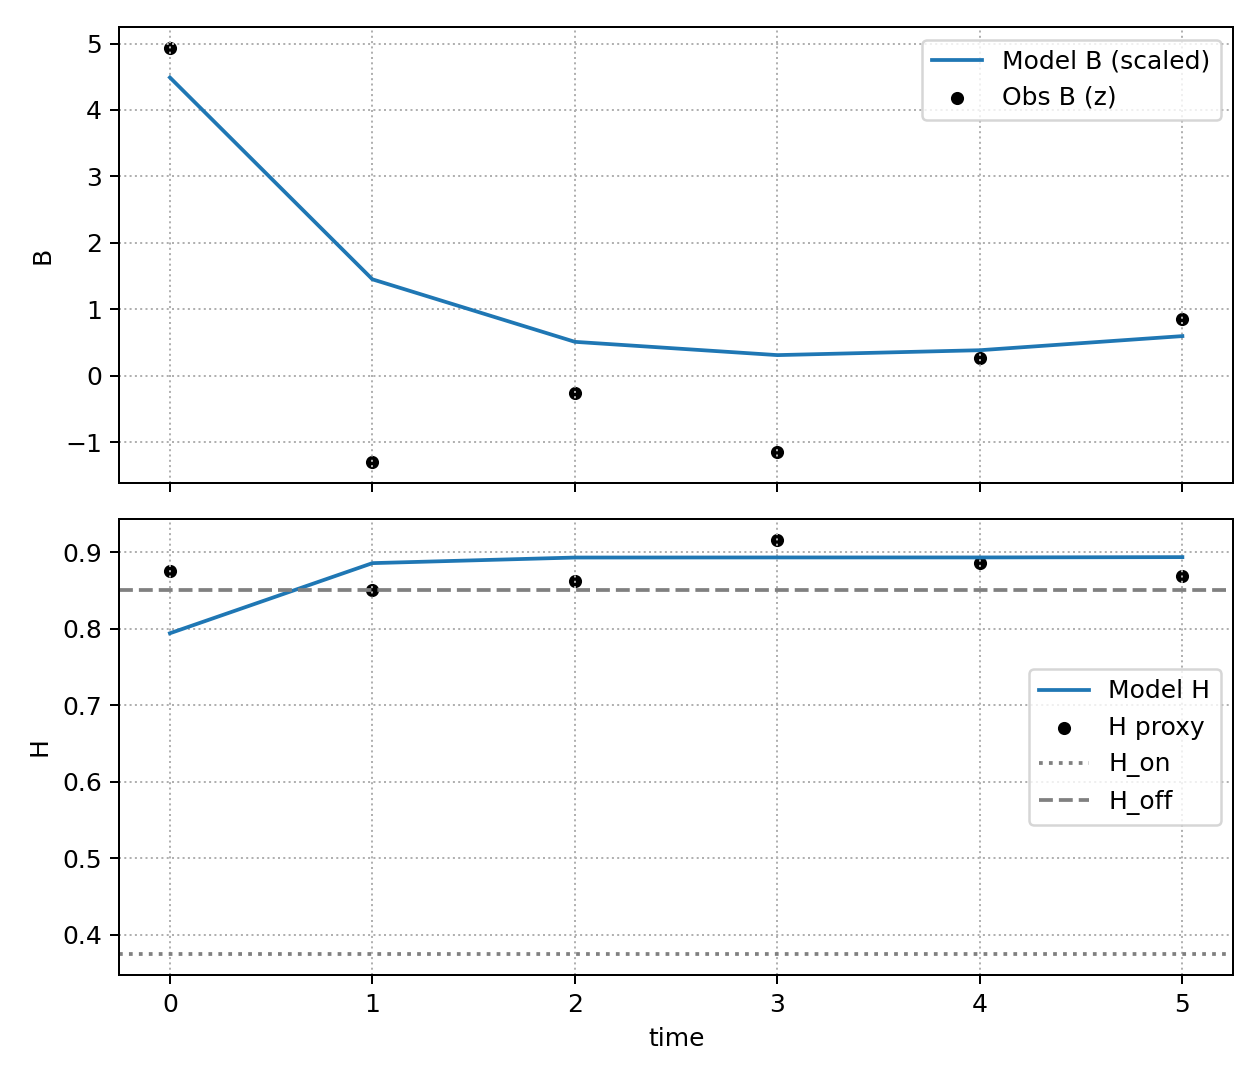 5
4
3
2
1
0
−1
B
Model B (scaled)
Obs B (z)
0.9
0.8
0.7
0.6
0.5
0.4
H
Model H
H proxy
H_on
H_off
0 1 2 3 4 5
time